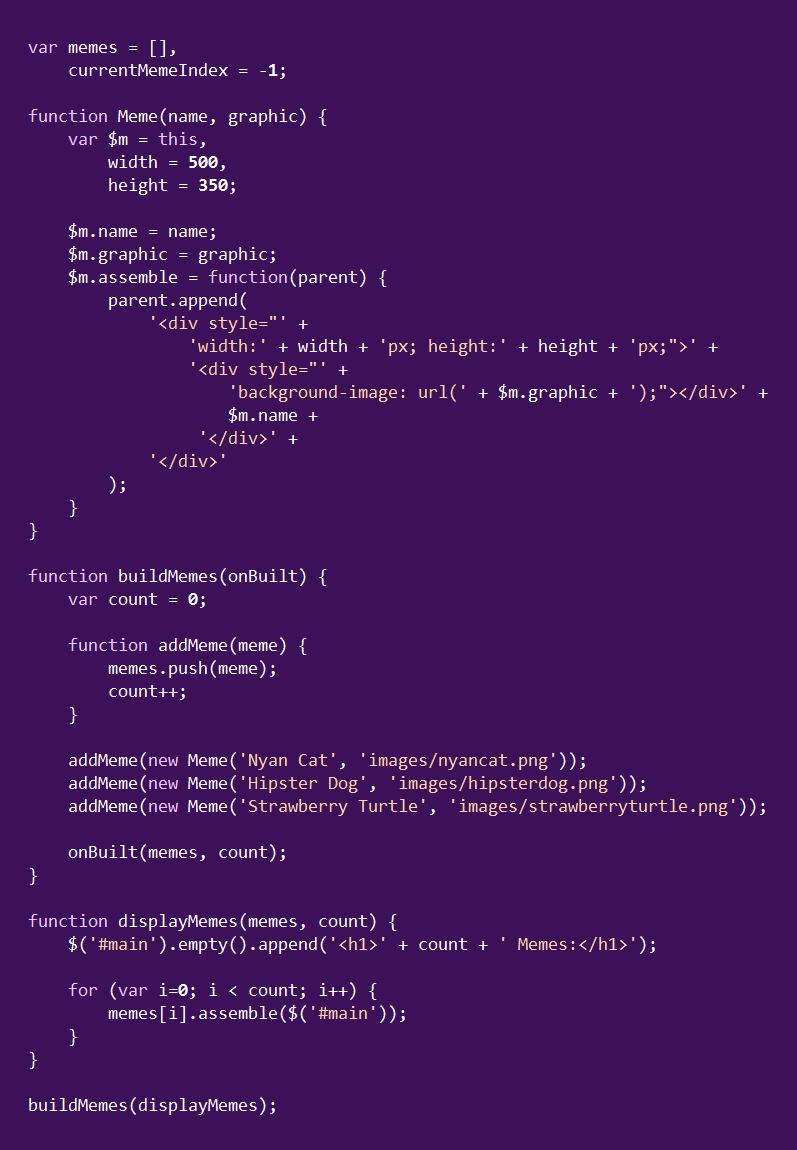 var memes = [],
    currentMemeIndex = -1;

function Meme(name, graphic) {
    var $m = this,
        width = 500,
        height = 350;

    $m.name = name;
    $m.graphic = graphic;
    $m.assemble = function(parent) {
        parent.append(
            '<div style="' +
                'width:' + width + 'px; height:' + height + 'px;">' +
                '<div style="' +
                    'background-image: url(' + $m.graphic + ');"></div>' +
                    $m.name +
                 '</div>' +
            '</div>'
        );
    }
}

function buildMemes(onBuilt) {
    var count = 0;

    function addMeme(meme) {
        memes.push(meme);
        count++;
    }

    addMeme(new Meme('Nyan Cat', 'images/nyancat.png'));
    addMeme(new Meme('Hipster Dog', 'images/hipsterdog.png'));
    addMeme(new Meme('Strawberry Turtle', 'images/strawberryturtle.png'));

    onBuilt(memes, count);
}

function displayMemes(memes, count) {
    $('#main').empty().append('<h1>' + count + ' Memes:</h1>');

    for (var i=0; i < count; i++) {
        memes[i].assemble($('#main'));
    }
}

buildMemes(displayMemes);